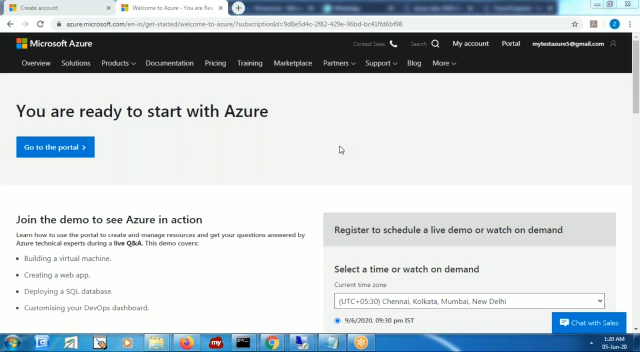 Create account
Welcome to Azure - You are Re
azure.microsoft.com/en-in/get-started/welcome-to-azure/?subscriptionId=9d8e5d4c-2f82-429e-96bd-bc41ffd6bf98
Microsoft Azure
Contact Sales
Search
My account
Portal
mytestazure5@gmail.com
Overview Solutions Products Documentation Pricing Training Marketplace Partners Support Blog More
You are ready to start with Azure
Go to the portal
Join the demo to see Azure in action
Learn how to use the portal to create and manage resources and get your questions answered by
Azure technical experts during a live Q&A. This demo covers:
Building a virtual machine.
Creating a web app.
Deploying a SQL database.
Customising your DevOps dashboard.
Register to schedule a live demo or watch on demand
Select a time or watch on demand
Current time zone
(UTC+05:30) Chennai, Kolkata, Mumbai, New Delhi
9/6/2020, 09:30 pm IST
Chat with Sales
my
1:20 AM
05-Jun-20